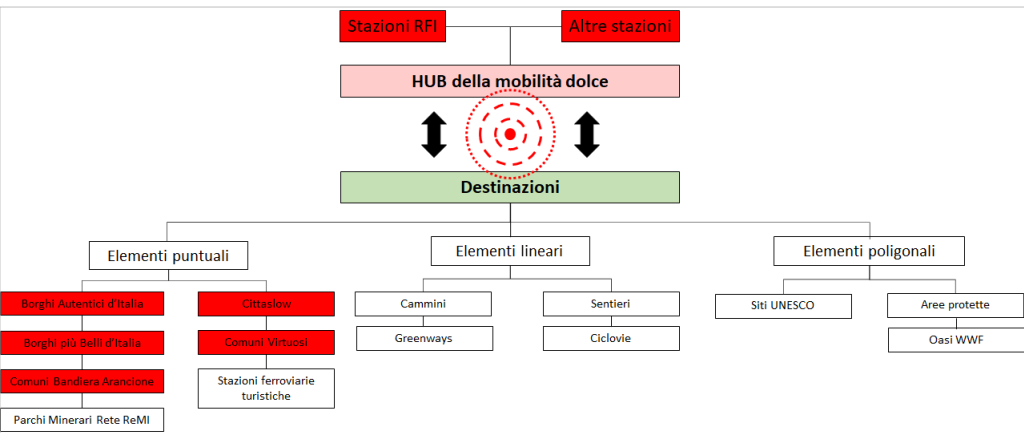 Stazioni RFI
Altre stazioni
HUB della mobilità dolce
Destinazioni
Elementi puntuali
Elementi lineari
Elementi poligonali
Borghi Autentici d'Italia
Cittaslow
Borghi più Belli d'Italia
Comuni Virtuosi
Comuni Bandiera Arancione
Stazioni ferroviarie
turistiche
Parchi Minerari Rete ReMI
Cammini
Sentieri
Greenways
Ciclovie
Siti UNESCO
Aree protette
Oasi WWF